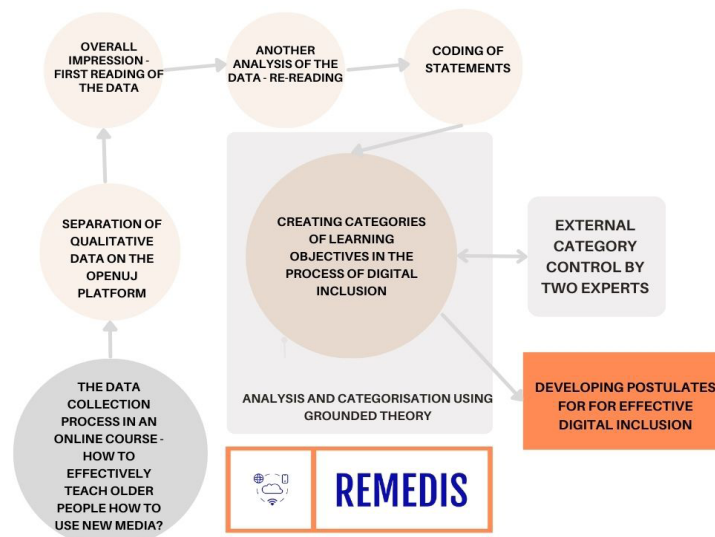 OVERALL
IMPRESSION -
FIRST READING OF
THE DATA
ANOTHER
ANALYSIS OF THE
DATA - RE-READING
CODING OF
STATEMENTS
SEPARATION OF
QUALITATIVE
DATA ON THE
OPENUJ
PLATFORM
CREATING CATEGORIES
OF LEARNING
OBJECTIVES IN THE
PROCESS OF DIGITAL
INCLUSION
EXTERNAL
CATEGORY
CONTROL BY
TWO EXPERTS
THE DATA
COLLECTION
PROCESS IN AN
ONLINE COURSE -
HOW TO
EFFECTIVELY
TEACH OLDER
PEOPLE HOW TO
USE NEW MEDIA?
ANALYSIS AND CATEGORISATION USING
GROUNDED THEORY
DEVELOPING POSTULATES
FOR FOR EFFECTIVE
DIGITAL INCLUSION
REMEDIS